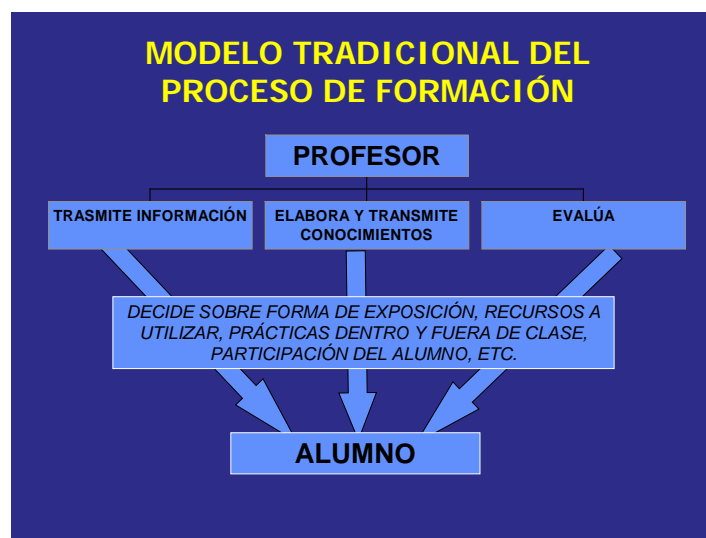 MODELO TRADICIONAL DEL
PROCESO DE FORMACIÓN
PROFESOR
TRASMITE INFORMACIÓN
ELABORA Y TRANSMITE
CONOCIMIENTOS
EVALÚA
DECIDE SOBRE FORMA DE EXPOSICIÓN, RECURSOS A
UTILIZAR, PRÁCTICAS DENTRO Y FUERA DE CLASE,
PARTICIPACIÓN DEL ALUMNO, ETC.
ALUMNO